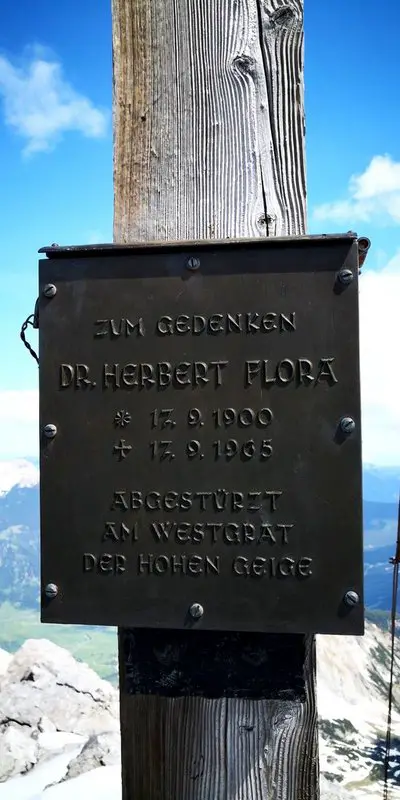 ZUM GEDENKEN
DR. HERBERT FLORA
* 17. 9. 1900
✝ 17. 9. 1965
ABGESTÜRZT
AM WESTGRAT
DER HOHEN GEIGE